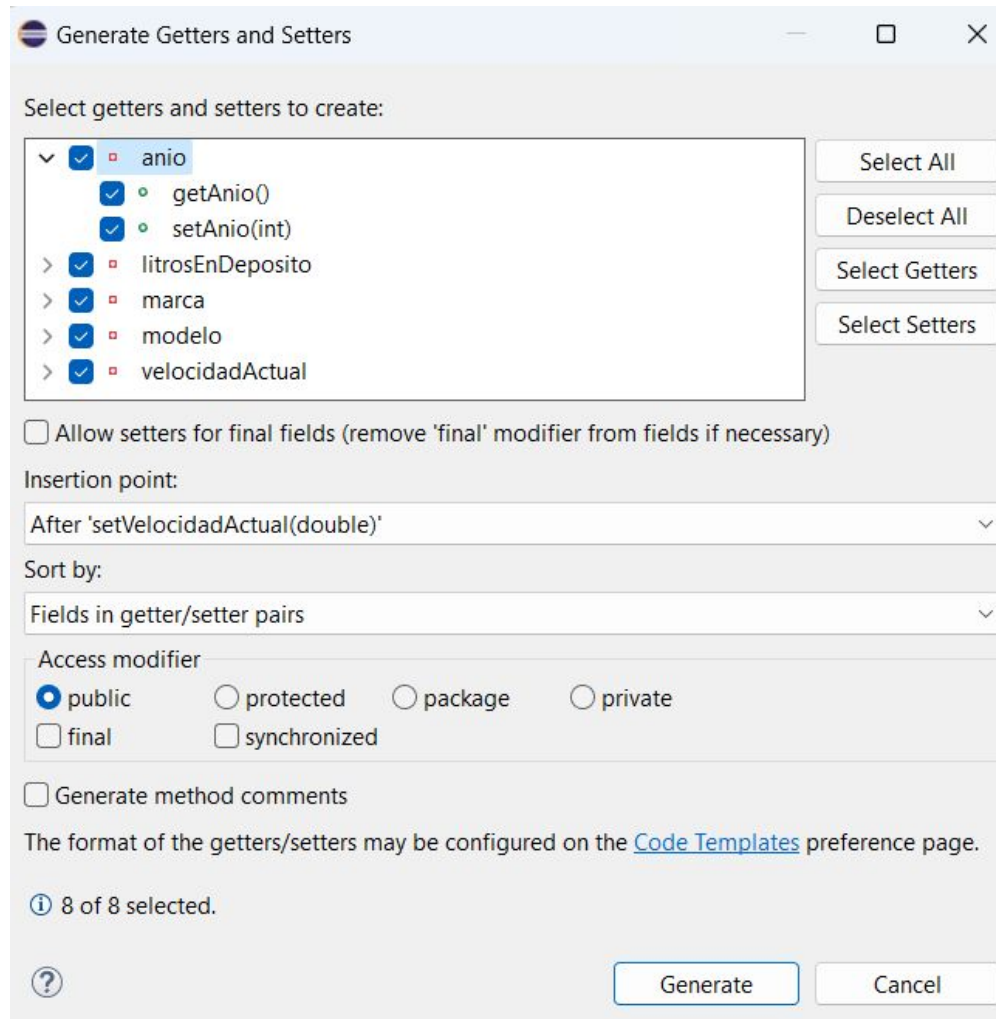 Generate Getters and Setters
Select getters and setters to create:
anio
getAnio()
setAnio(int)
litrosEnDeposito
marca
modelo
velocidadActual
Select All
Deselect All
Select Getters
Select Setters
Allow setters for final fields (remove 'final' modifier from fields if necessary)
Insertion point:
After 'setVelocidadActual(double)'
Sort by:
Fields in getter/setter pairs
Access modifier
public protected package private
final synchronized
Generate method comments
The format of the getters/setters may be configured on the Code Templates preference page.
8 of 8 selected.
Generate Cancel